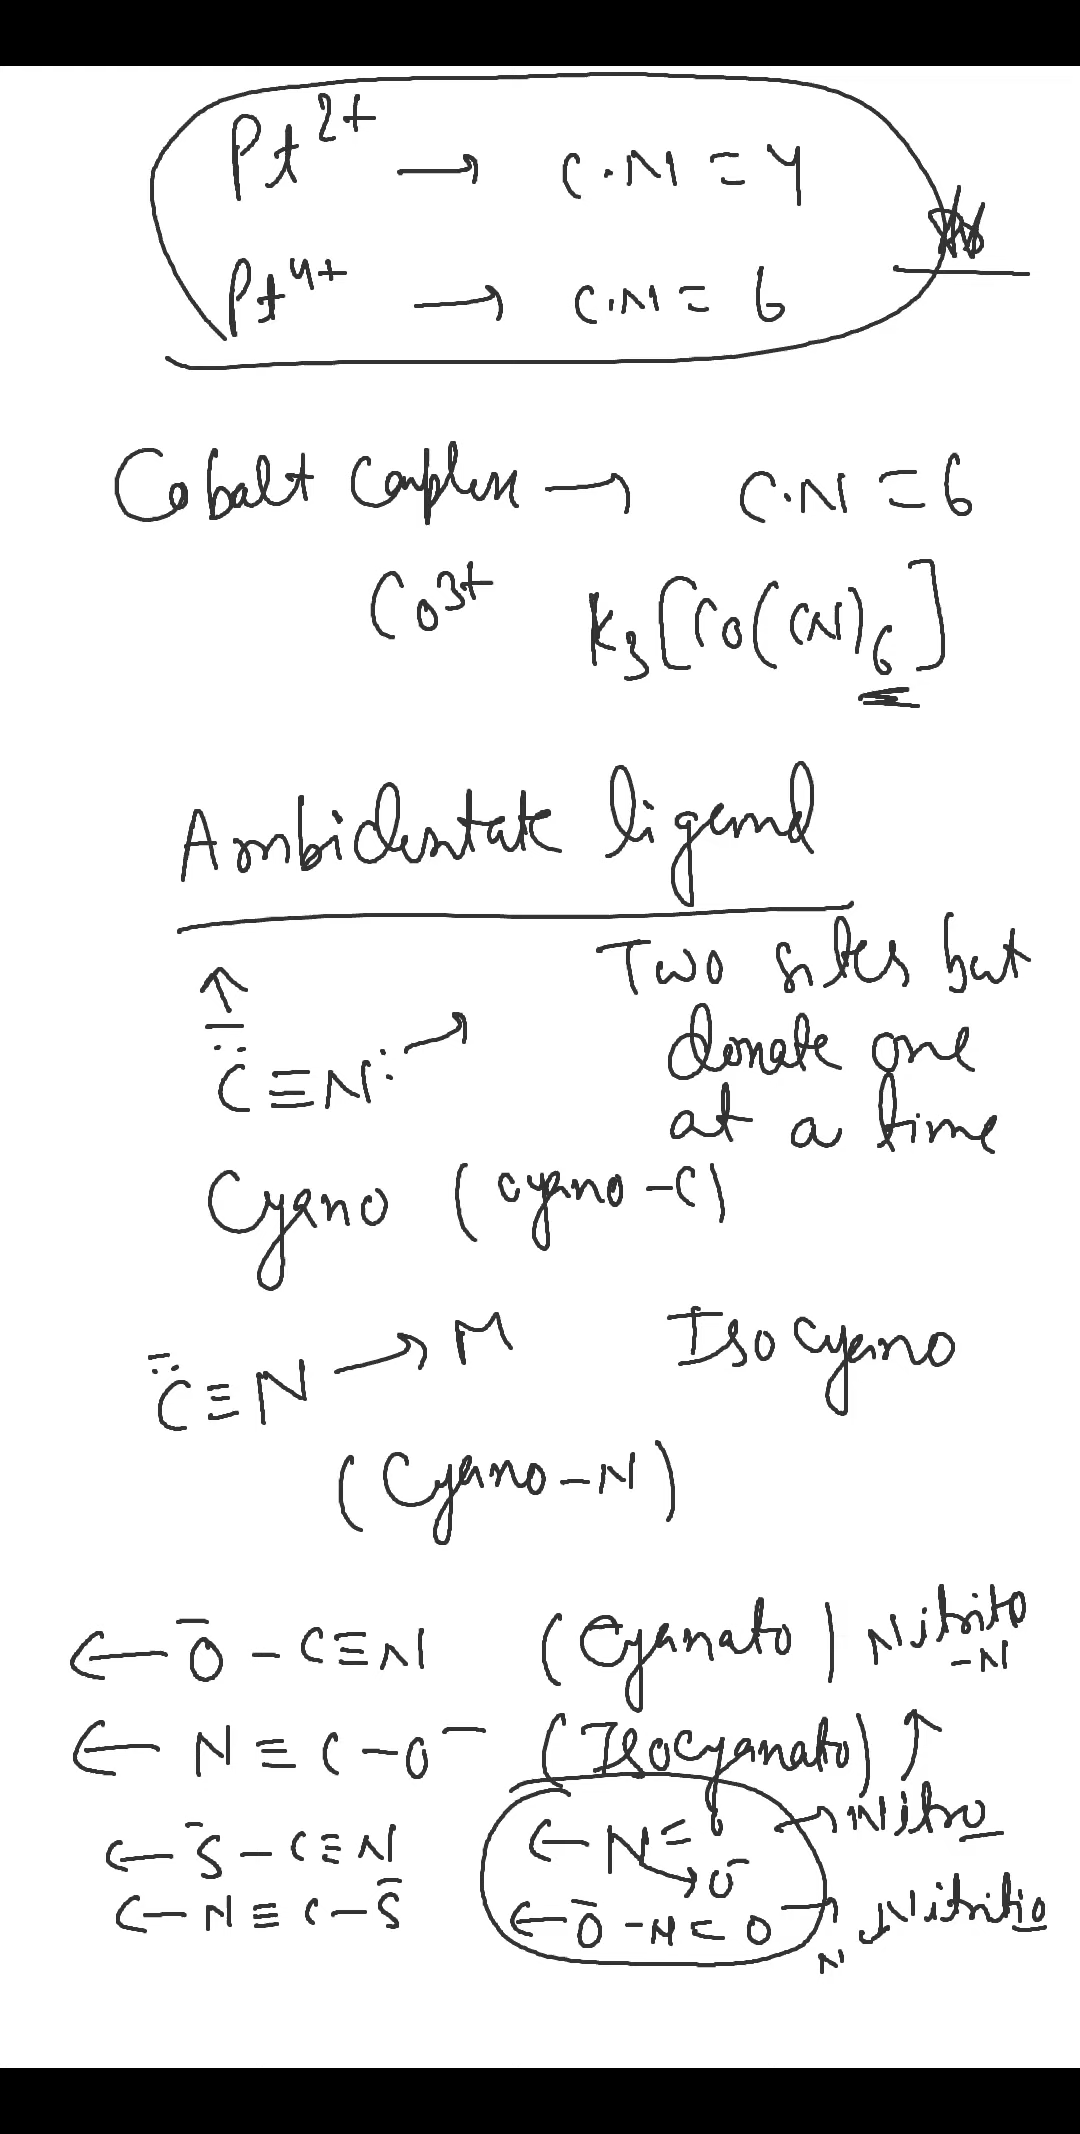 Pt²⁺ → C.N = 4
Pt⁴⁺ → C.N = 6
Cobalt Complex → C.N = 6
Co³⁺ K₃[Co(CN)₆]
Ambidentate ligand
Two sites but
C≡N: →
donate one
at a time
Cyano (cyano-C)
C≡N → M Isocyano
(Cyano-N)
← O⁻ - C≡N (Cyanato) Nitrito
-N
← N≡C-O⁻ (Isocyanato) ↑
← N=O → Nitro
← S⁻ - C≡N
→ O⁻
← N≡C-S⁻
← O⁻ - N=O →